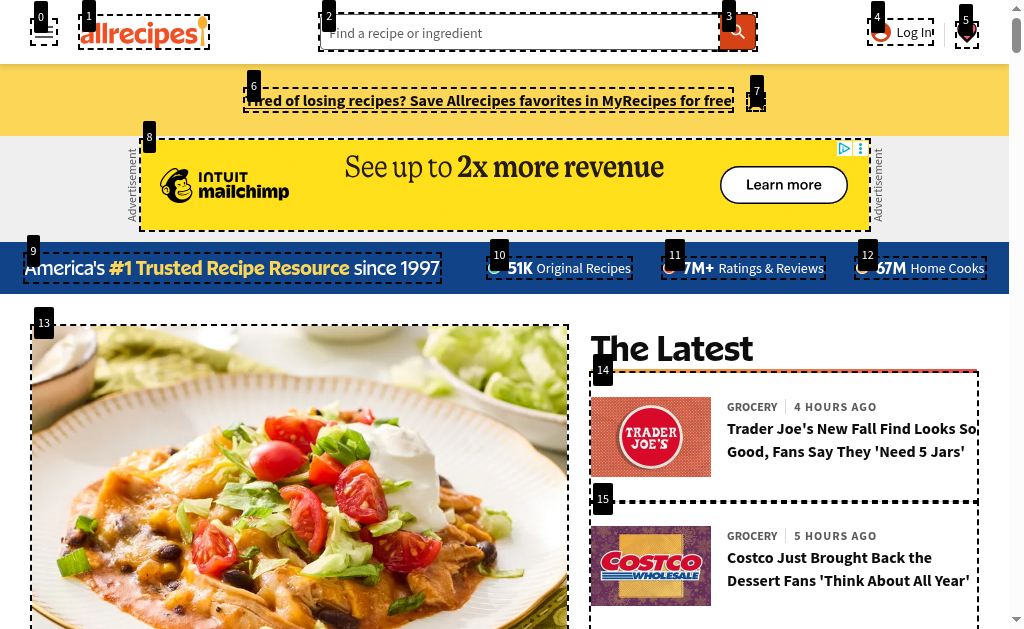 0
1
2
3
4
5
allrecipes
Find a recipe or ingredient
Log In
6
7
Tired of losing recipes? Save Allrecipes favorites in MyRecipes for free
8
Advertisement
INTUIT
mailchimp
See up to 2x more revenue
Learn more
Advertisement
9
10
11
12
America's #1 Trusted Recipe Resource since 1997
51K Original Recipes
7M+ Ratings & Reviews
67M Home Cooks
13
The Latest
14
TRADER
JOE'S
GROCERY
4 HOURS AGO
Trader Joe's New Fall Find Looks So
Good, Fans Say They 'Need 5 Jars'
15
COSTCO
WHOLESALE
GROCERY
5 HOURS AGO
Costco Just Brought Back the
Dessert Fans 'Think About All Year'